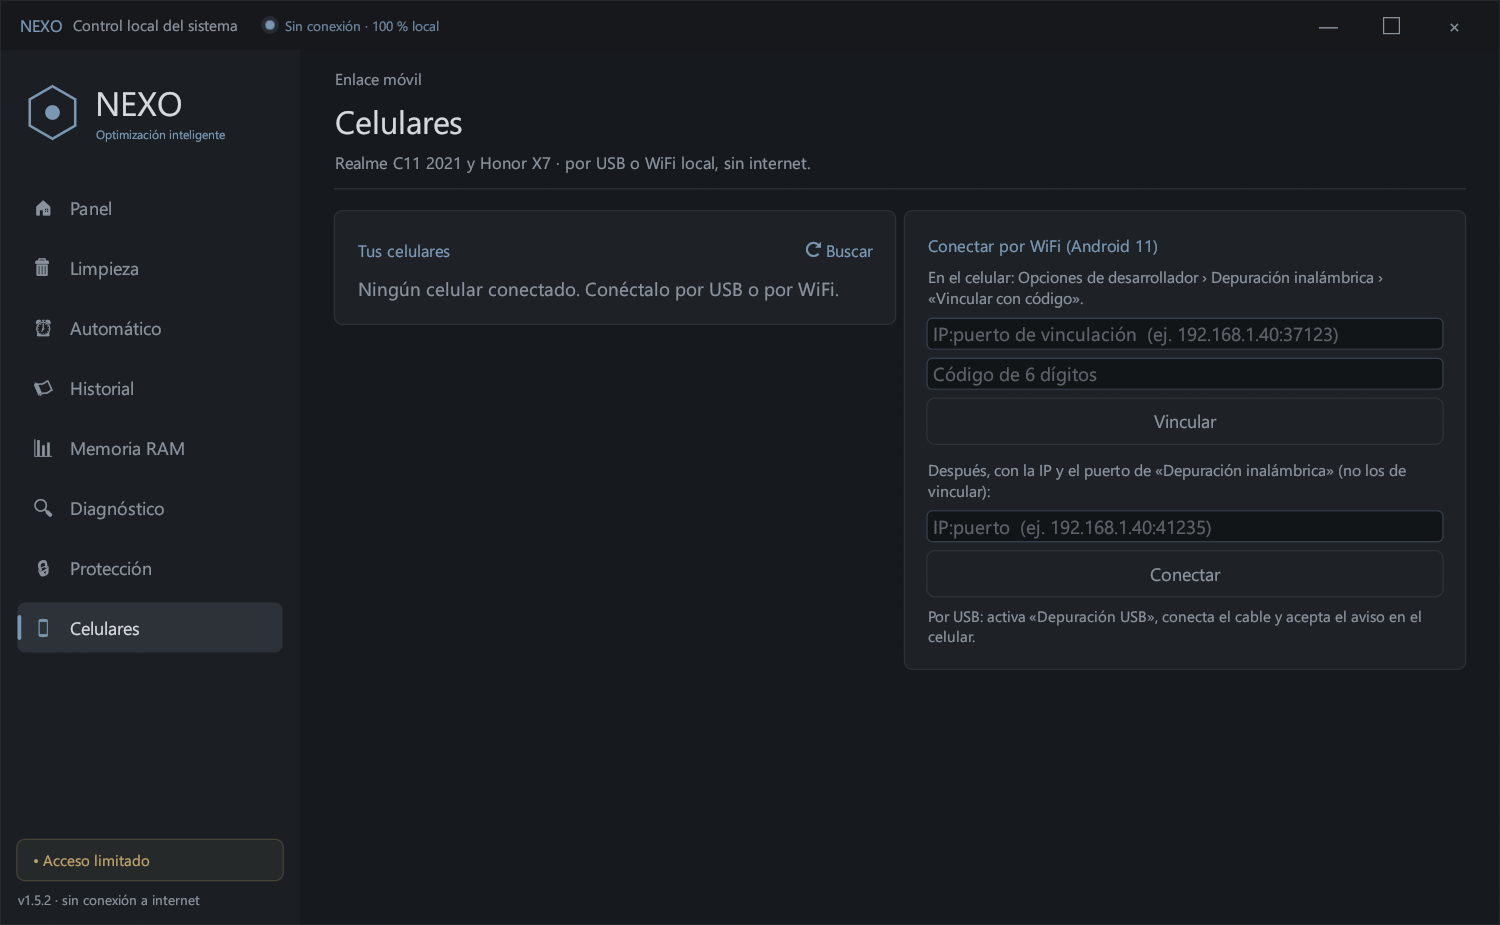 NEXO Control local del sistema Sin conexión · 100 % local
NEXO
Optimización inteligente
Panel
Limpieza
Automático
Historial
Memoria RAM
Diagnóstico
Protección
Celulares
• Acceso limitado
v1.5.2 · sin conexión a internet
Enlace móvil
Celulares
Realme C11 2021 y Honor X7 · por USB o WiFi local, sin internet.
Tus celulares Buscar
Ningún celular conectado. Conéctalo por USB o por WiFi.
Conectar por WiFi (Android 11)
En el celular: Opciones de desarrollador › Depuración inalámbrica ›
«Vincular con código».
IP:puerto de vinculación (ej. 192.168.1.40:37123)
Código de 6 dígitos
Vincular
Después, con la IP y el puerto de «Depuración inalámbrica» (no los de
vincular):
IP:puerto (ej. 192.168.1.40:41235)
Conectar
Por USB: activa «Depuración USB», conecta el cable y acepta el aviso en el
celular.